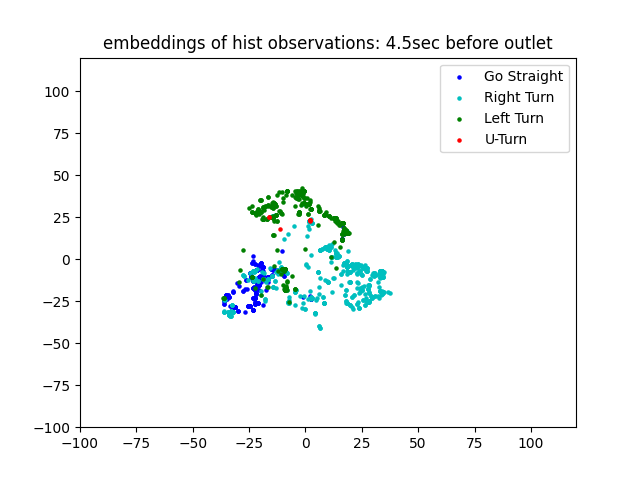 embeddings of hist observations: 4.5sec before outlet
Go Straight
Right Turn
Left Turn
U-Turn
100
75
50
25
0
−25
−50
−75
−100
−100 −75 −50 −25 0 25 50 75 100